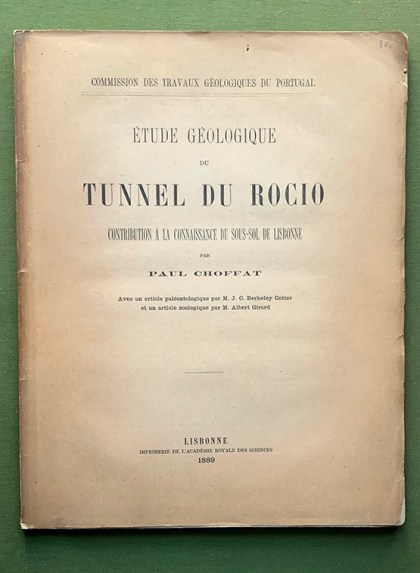 COMMISSION DES TRAVAUX GÉOLOGIQUES DU PORTUGAL
ÉTUDE GÉOLOGIQUE
DU
TUNNEL DU ROCIO
CONTRIBUTION A LA CONNAISSANCE DU SOUS-SOL DE LISBONNE
PAR
PAUL CHOFFAT
Avec un article paléontologique par M. J. C. Berkeley Cotter
et un article zoologique par M. Albert Girard
LISBONNE
IMPRIMERIE DE L'ACADÉMIE ROYALE DES SCIENCES
1889